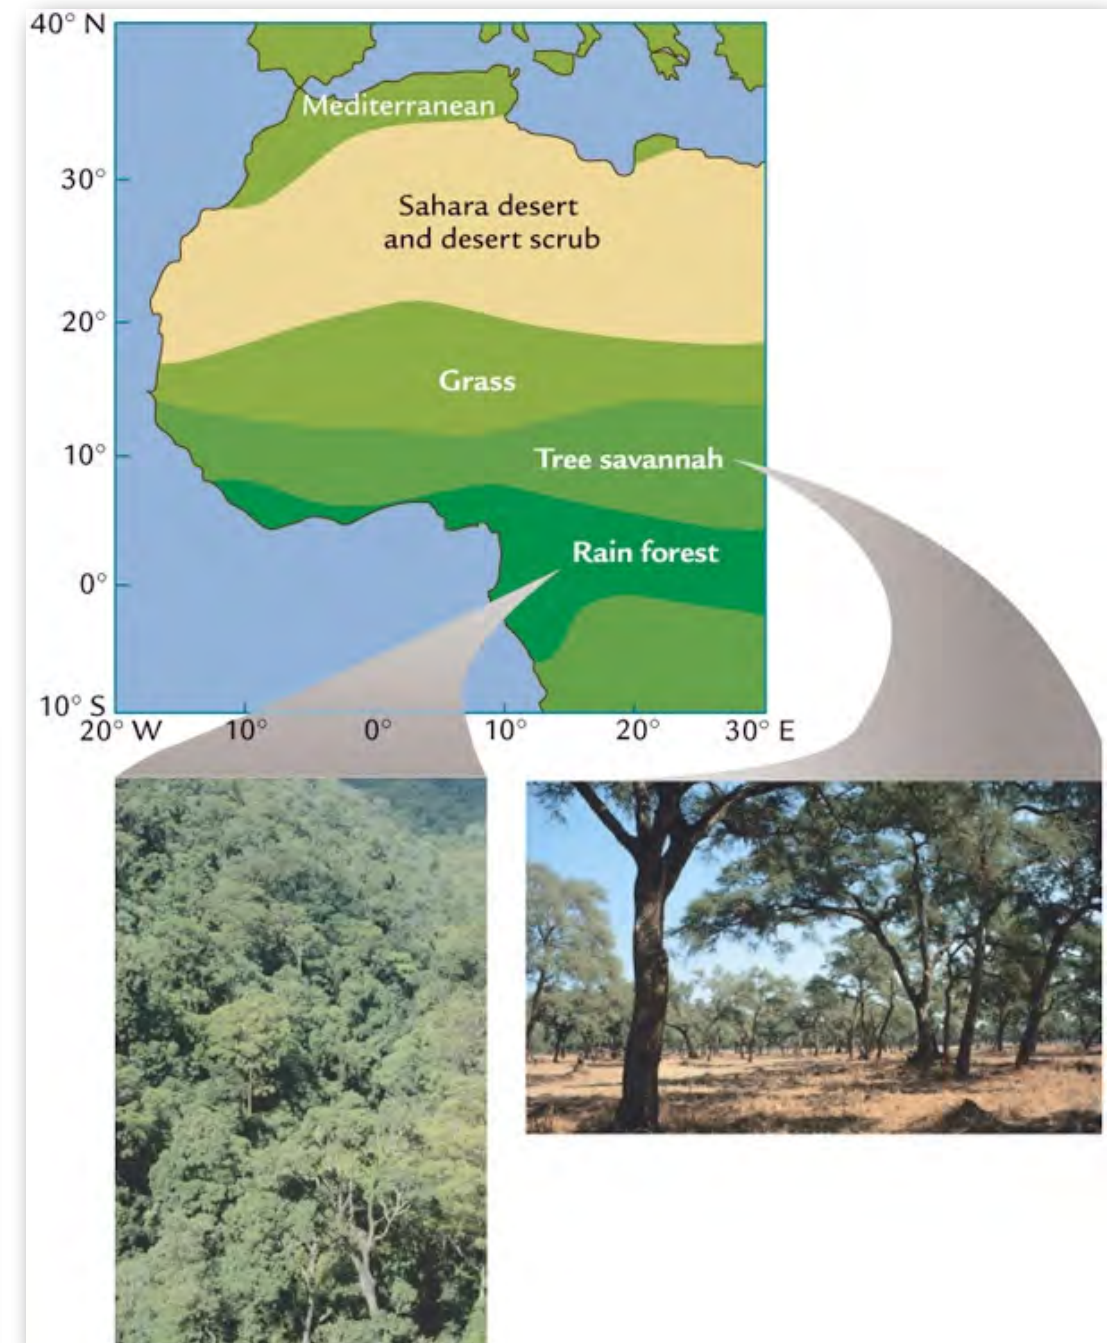 40° N
Mediterranean
30°
Sahara desert
and desert scrub
20°
Grass
10°
Tree savannah
Rain forest
0°
10° S
20° W 10° 0° 10° 20° 30° E